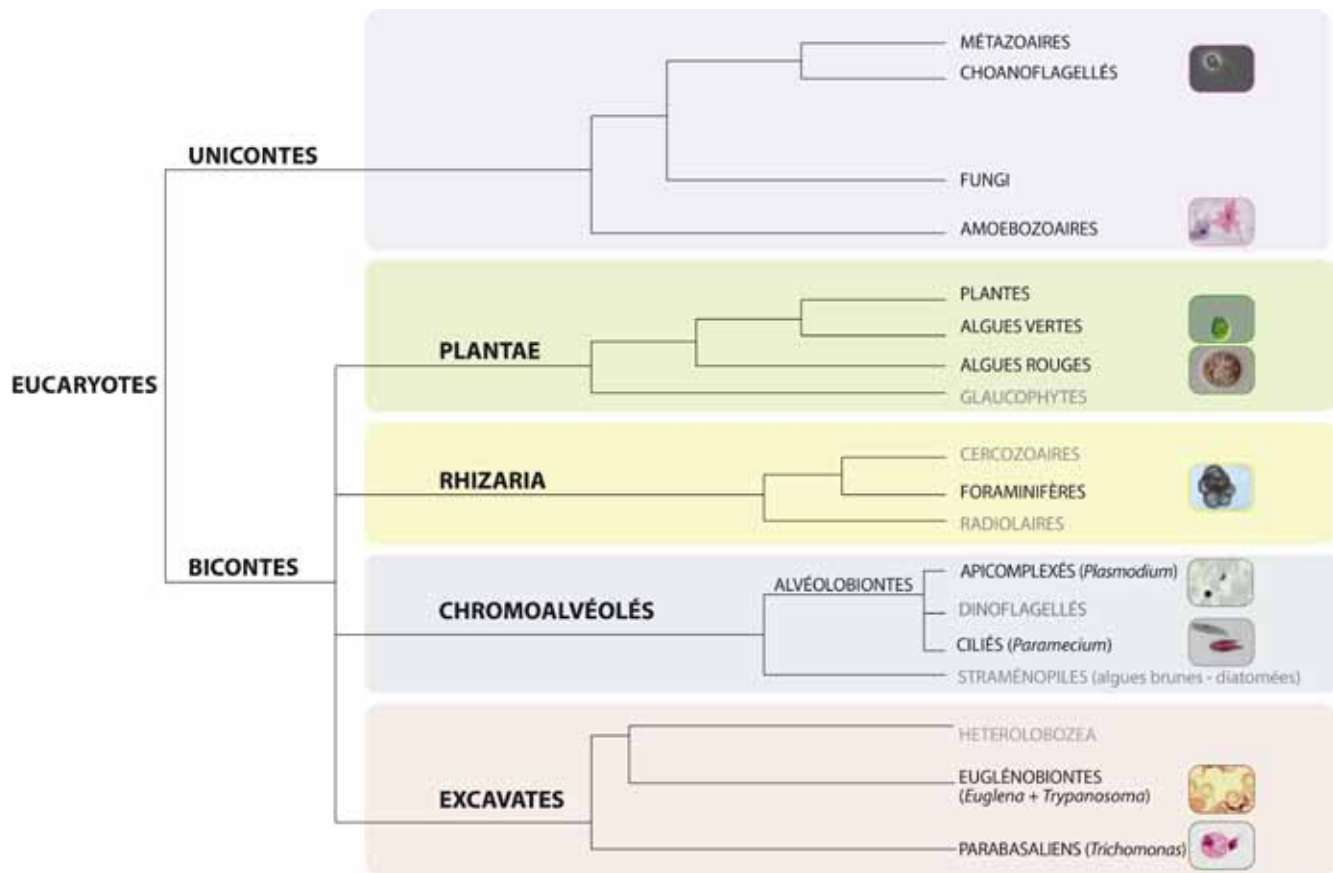 MÉTAZOAIRES
CHOANOFLAGELLÉS
UNICONTES
FUNGI
AMOEBOZOAIRES
PLANTES
ALGUES VERTES
PLANTAE
ALGUES ROUGES
EUCARYOTES
GLAUCOPHYTES
CERCOZOAIRES
RHIZARIA
FORAMINIFÈRES
RADIOLAIRES
BICONTES
APICOMPLEXÉS (Plasmodium)
ALVÉOLOBIONTES
CHROMOALVÉOLÉS
DINOFLAGELLÉS
CILIÉS (Paramecium)
STRAMÉNOPILES (algues brunes - diatomées)
HETEROLOBOZEA
EUGLÉNOBIONTES
(Euglena + Trypanosoma)
EXCAVATES
PARABASALIENS (Trichomonas)